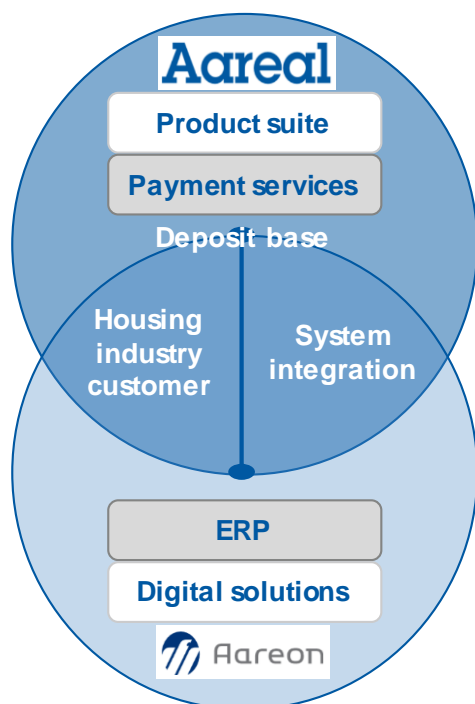 Aareal
Product suite
Payment services
Deposit base
Housing
industry
customer
System
integration
ERP
Digital solutions
Aareon